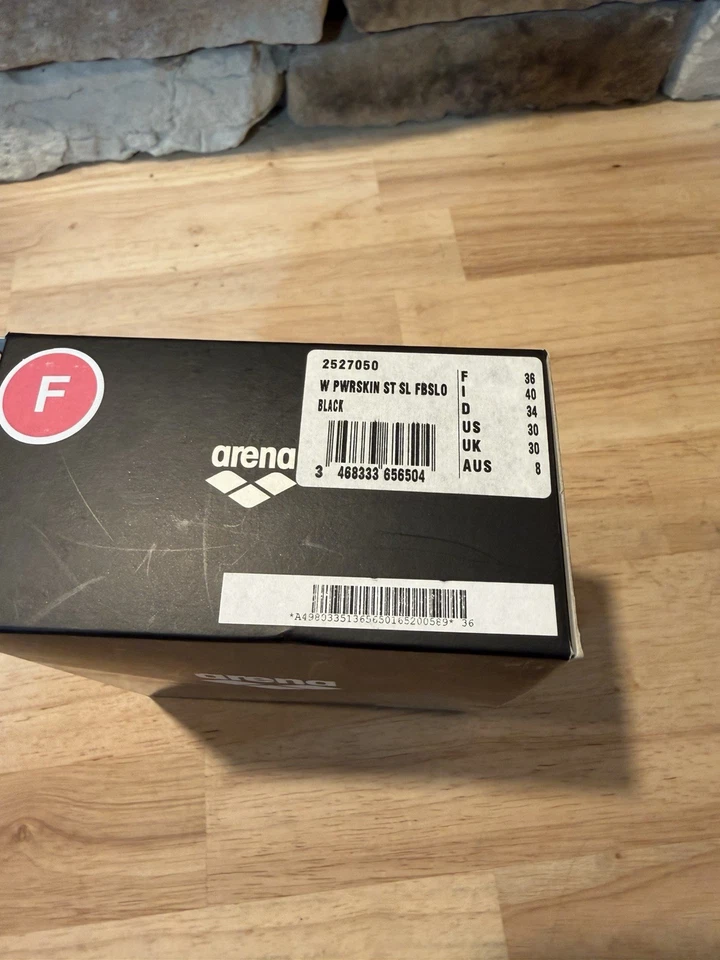 F
2527050
W PWRSKIN ST SL FBSLO
BLACK
3 468333 656504
F 36
I 40
D 34
US 30
UK 30
AUS 8
arena
*A49803351365650165200589* 36
arena